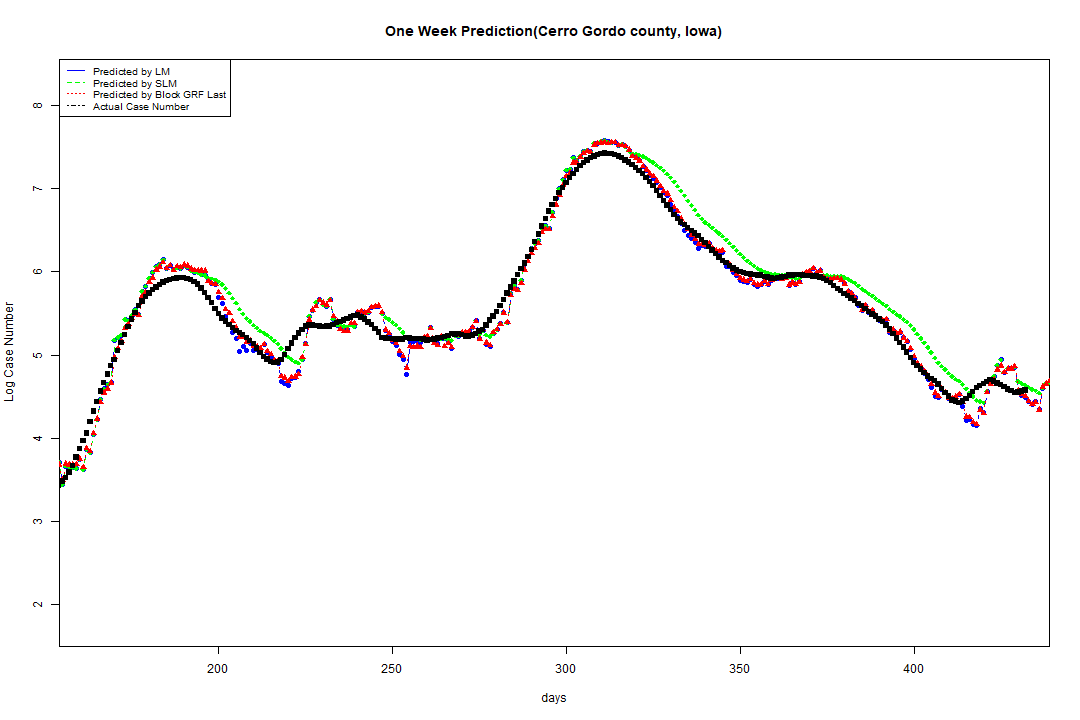 One Week Prediction(Cerro Gordo county, Iowa)
Predicted by LM
Predicted by SLM
Predicted by Block GRF Last
Actual Case Number
8
7
6
5
4
3
2
Log Case Number
200 250 300 350 400
days